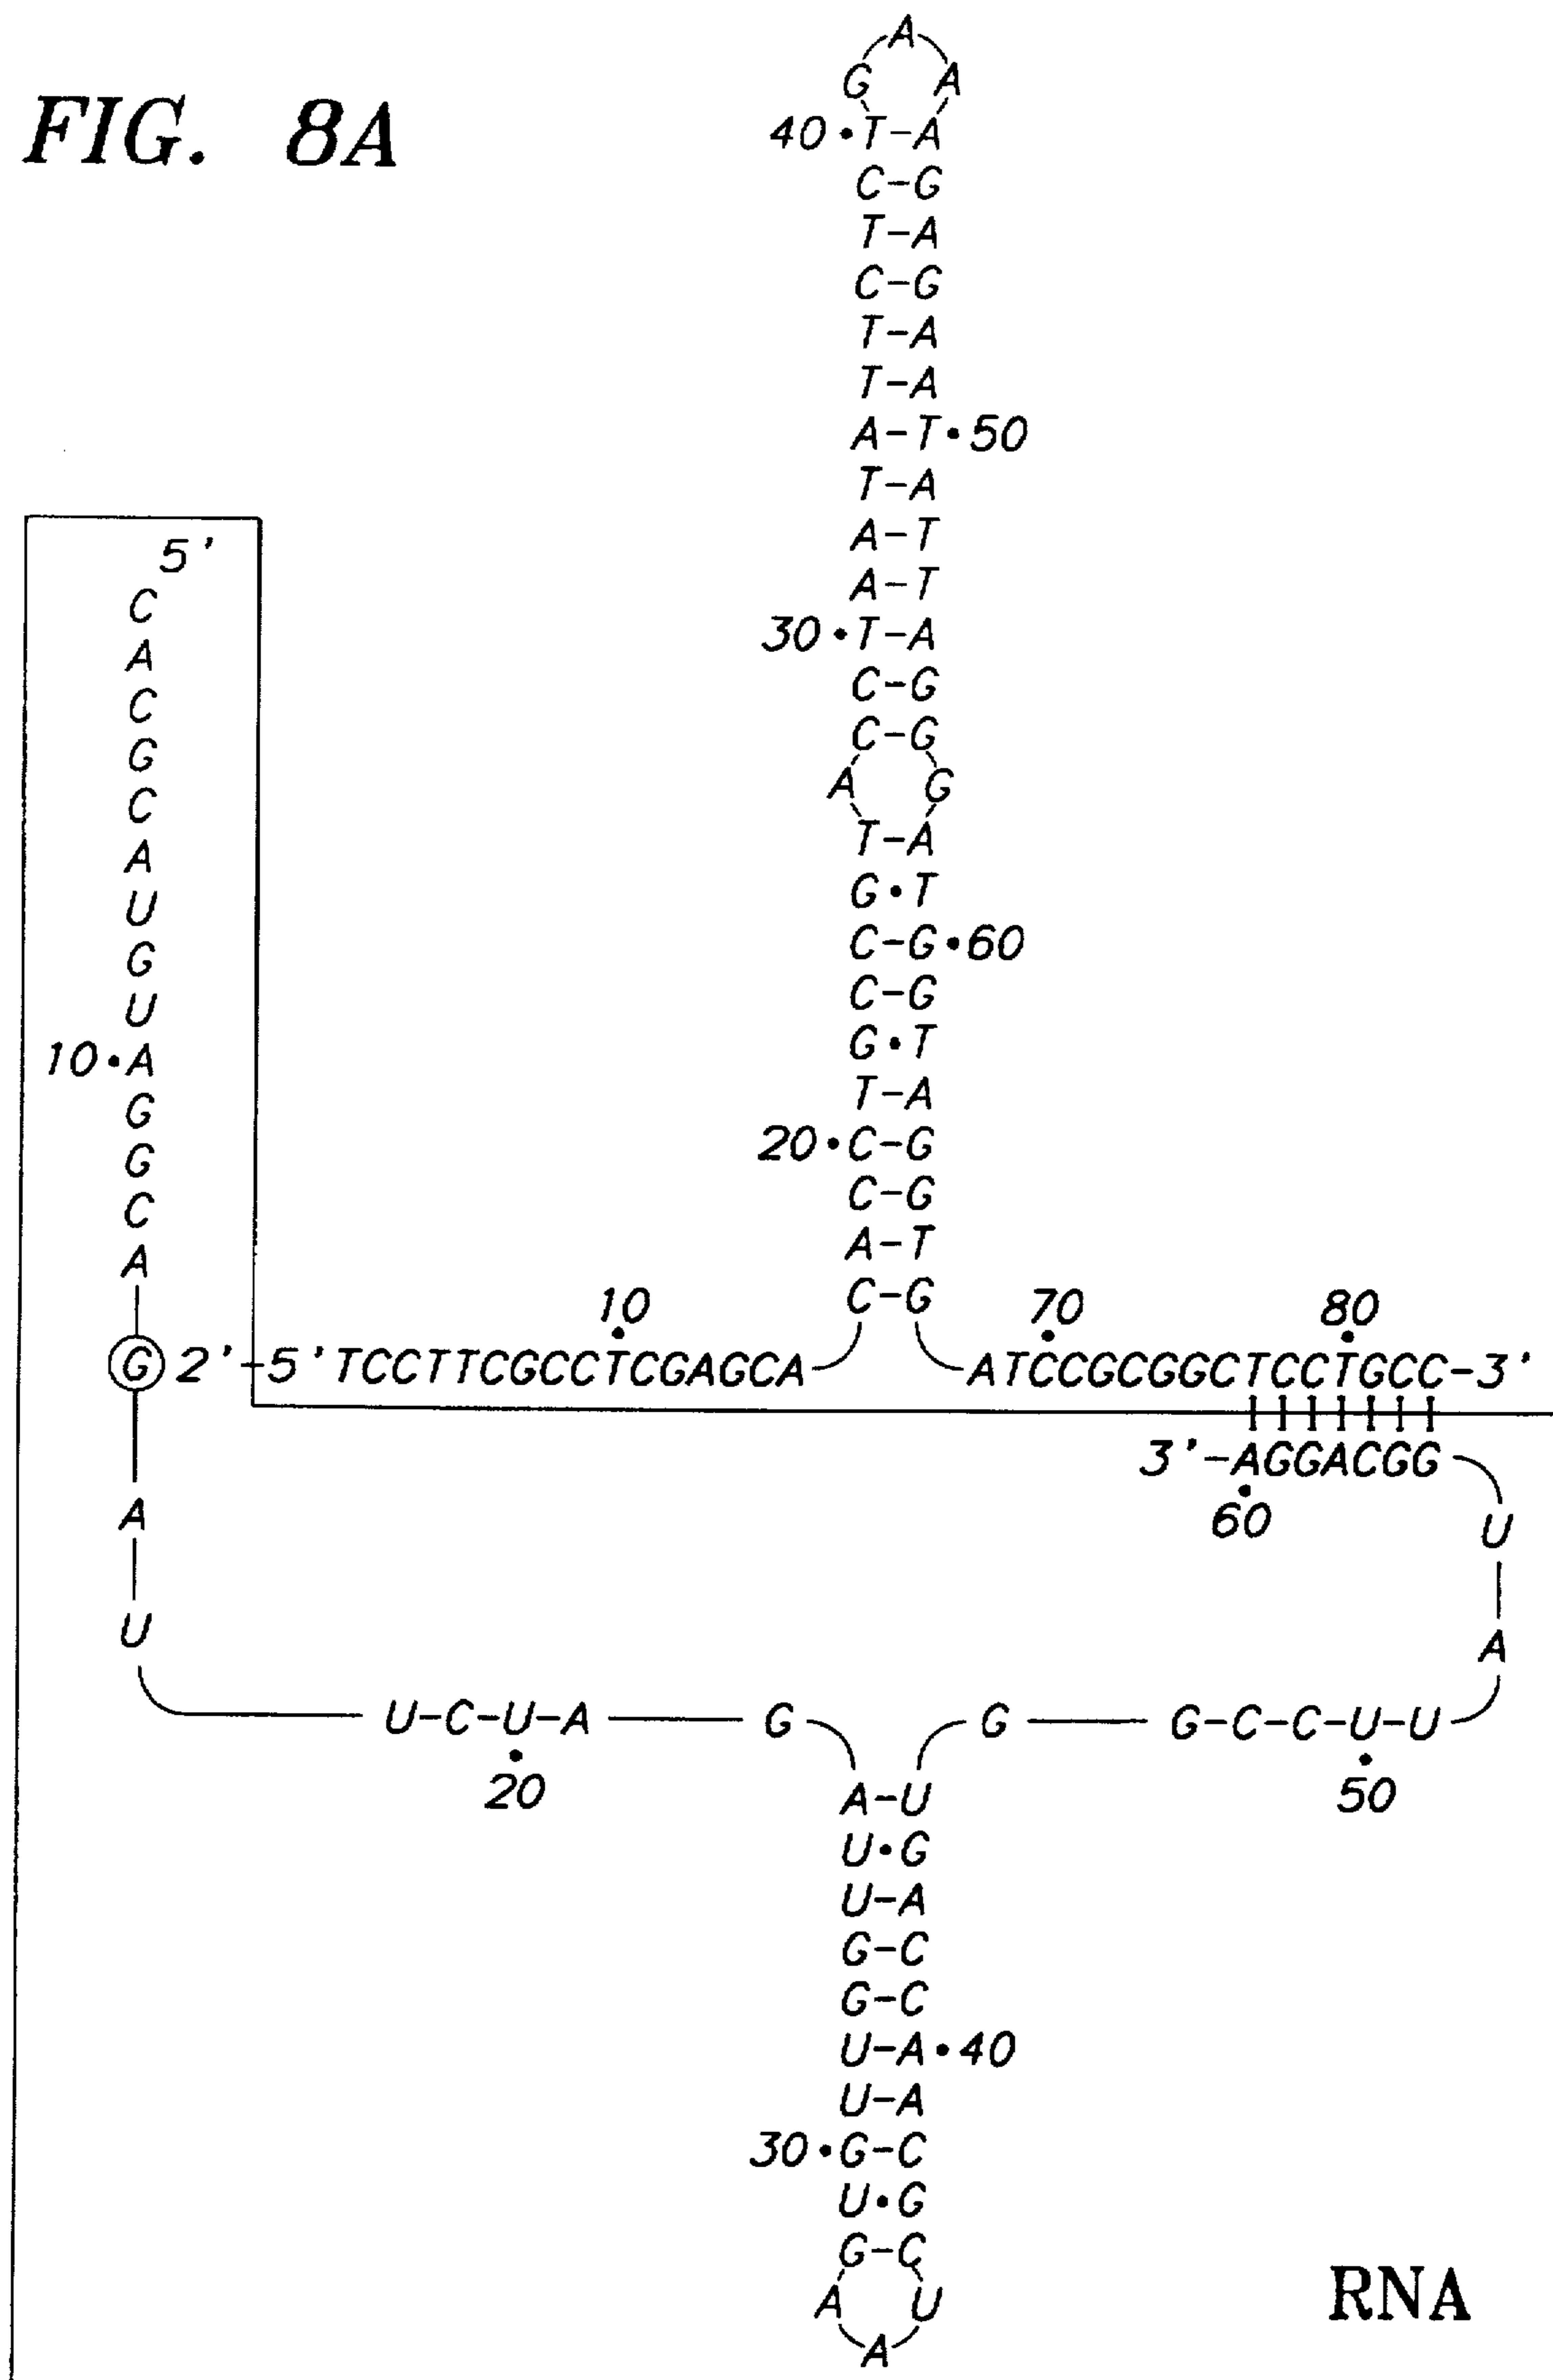 A
G A
FIG. 8A
40•T-A
C-G
T-A
C-G
T-A
T-A
A-T•50
T-A
A-T
A-T
30•T-A
C-G
C-G
A G
T-A
G•T
C-G•60
C-G
G•T
T-A
20•C-G
C-G
A-T
C-G
5'
C
A
C
G
C
A
U
G
U
10•A
G
G
C
A
10 70 80
G 2'-5'TCCTTCGCCTCGAGCA ATCCGCGGCTCCTGCC-3'
3'-AGGACGG
60
A U
U A
U-C-U-A G G G-C-C-U-U
20 50
A-U
U•G
U-A
G-C
G-C
U-A•40
U-A
30•G-C
U•G
G-C
A U
A
RNA